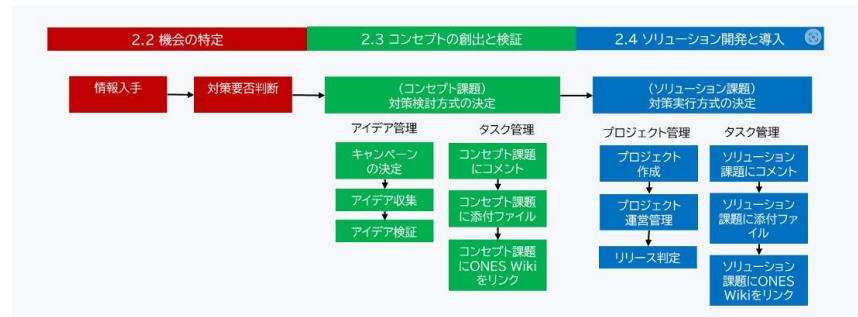 2.2 機会の特定
2.3 コンセプトの創出と検証
2.4 ソリューション開発と導入
情報入手
対策要否判断
(コンセプト課題)
対策検討方式の決定
(ソリューション課題)
対策実行方式の決定
アイデア管理
タスク管理
プロジェクト管理
タスク管理
キャンペーン
の決定
アイデア収集
アイデア検証
コンセプト課題
にコメント
コンセプト課題
に添付ファイル
コンセプト課題
にONES Wiki
をリンク
プロジェクト
作成
プロジェクト
運営管理
リリース判定
ソリューション
課題にコメント
ソリューション
課題に添付ファ
イル
ソリューション
課題にONES
Wikiをリンク